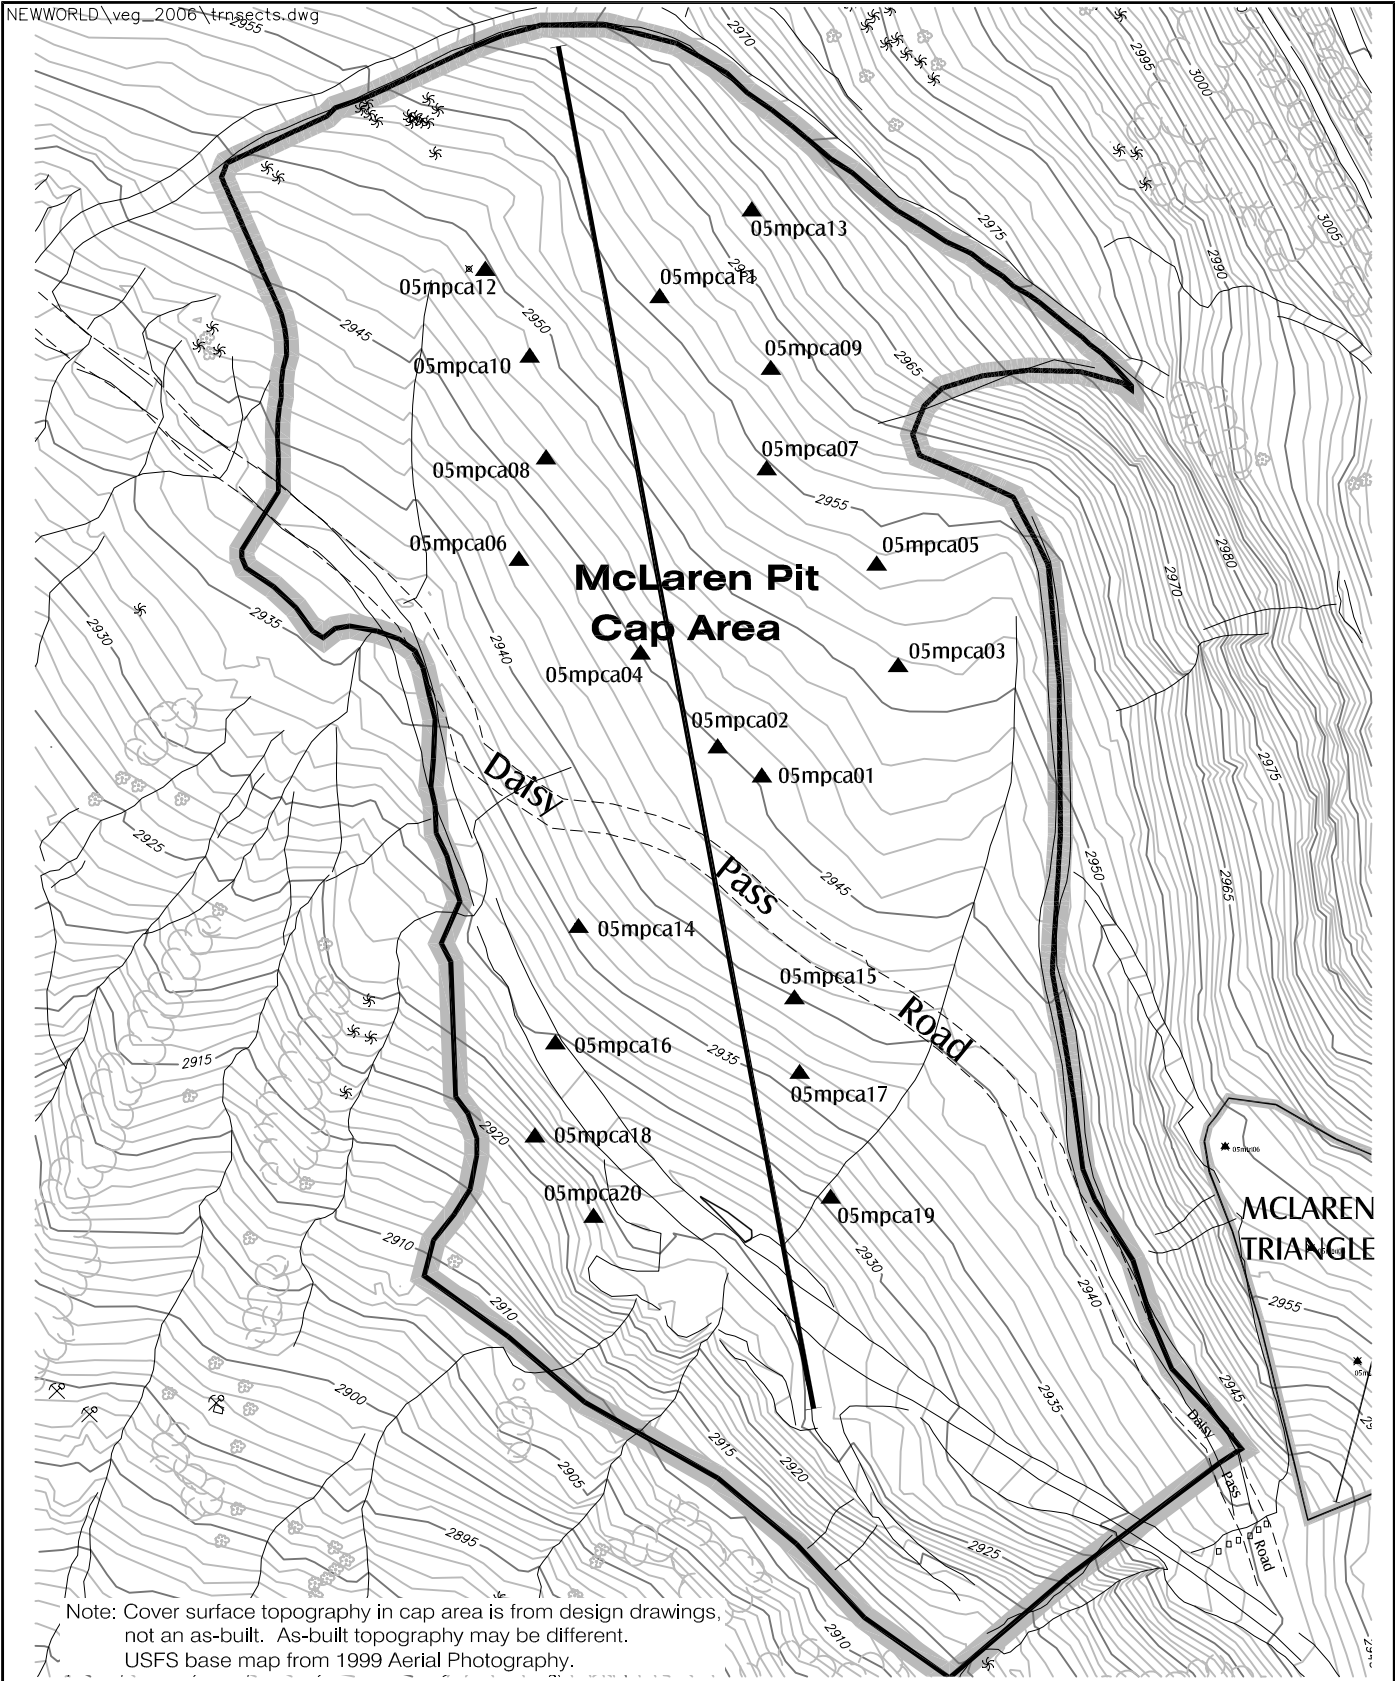 NEWWORLD\veg_2006\trnsects.dwg
2955
2970
2995
3000
05mpca13
2975
3005
2990
05mpca11
05mpca12
2945
2950
05mpca10
05mpca09
2965
05mpca08
05mpca07
2955
05mpca06
05mpca05
2980
2970
McLaren Pit
Cap Area
2935
2930
2940
05mpca04
05mpca03
05mpca02
05mpca01
2975
Daisy
Pass
Road
2925
2945
2950
2965
05mpca14
05mpca15
2915
05mpca16
2935
05mpca17
2920
05mpca18
05mtri06
05mpca20
05mpca19
MCLAREN
TRIANGLE
2910
2930
2940
2910
2955
2900
2935
2945
Daisy
Pass
Road
2915
2920
2905
2895
2925
2910
Note: Cover surface topography in cap area is from design drawings,
not an as-built. As-built topography may be different.
USFS base map from 1999 Aerial Photography.